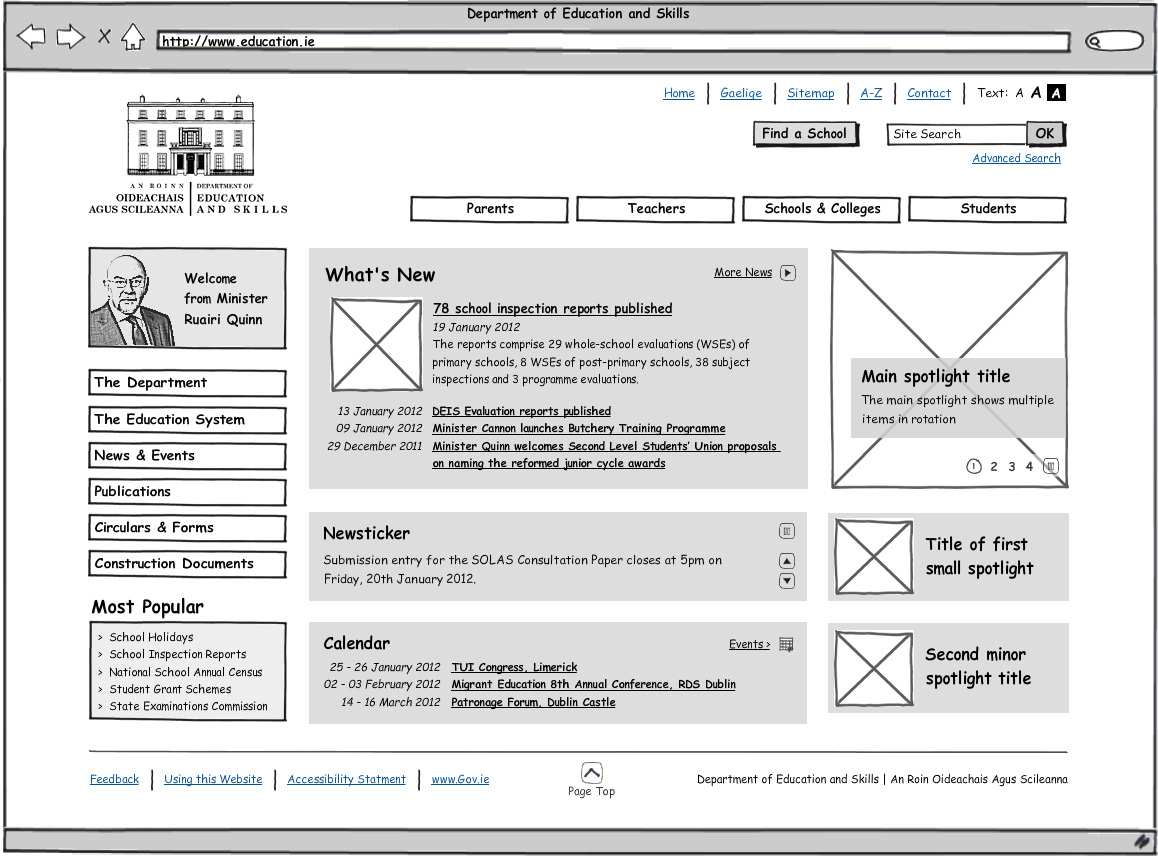 Department of Education and Skills
http://www.education.ie
Home Gaelige Sitemap A-Z Contact Text: A A A
Find a School Site Search OK
Advanced Search
AN ROINN DEPARTMENT OF
OIDEACHAIS EDUCATION
AGUS SCILEANNA AND SKILLS
Parents Teachers Schools & Colleges Students
Welcome
from Minister
Ruairi Quinn
The Department
The Education System
News & Events
Publications
Circulars & Forms
Construction Documents
Most Popular
> School Holidays
> School Inspection Reports
> National School Annual Census
> Student Grant Schemes
> State Examinations Commission
What's New More News
78 school inspection reports published
19 January 2012
The reports comprise 29 whole-school evaluations (WSEs) of
primary schools, 8 WSEs of post-primary schools, 38 subject
inspections and 3 programme evaluations.
13 January 2012 DEIS Evaluation reports published
09 January 2012 Minister Cannon launches Butchery Training Programme
29 December 2011 Minister Quinn welcomes Second Level Students' Union proposals
on naming the reformed junior cycle awards
Newsticker
Submission entry for the SOLAS Consultation Paper closes at 5pm on
Friday, 20th January 2012.
Calendar Events >
25 - 26 January 2012 TUI Congress, Limerick
02 - 03 February 2012 Migrant Education 8th Annual Conference, RDS Dublin
14 - 16 March 2012 Patronage Forum, Dublin Castle
Main spotlight title
The main spotlight shows multiple
items in rotation
1 2 3 4
Title of first
small spotlight
Second minor
spotlight title
Feedback Using this Website Accessibility Statment www.Gov.ie
Page Top
Department of Education and Skills | An Roin Oideachais Agus Scileanna